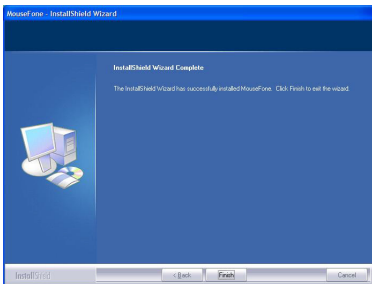 MouseFone - InstallShield Wizard
InstallShield Wizard Complete
The InstallShield Wizard has successfully installed MouseFone. Click Finish to exit the wizard.
InstallShield
< Back
Finish
Cancel